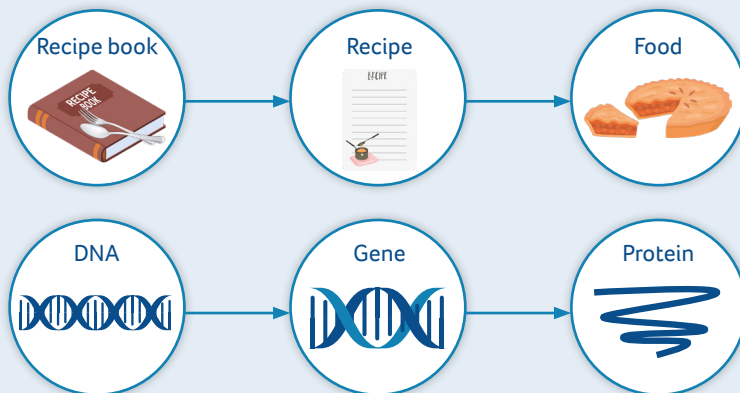 Recipe book
RECIPE
BOOK
Recipe
RECIPE
Food
DNA
Gene
Protein